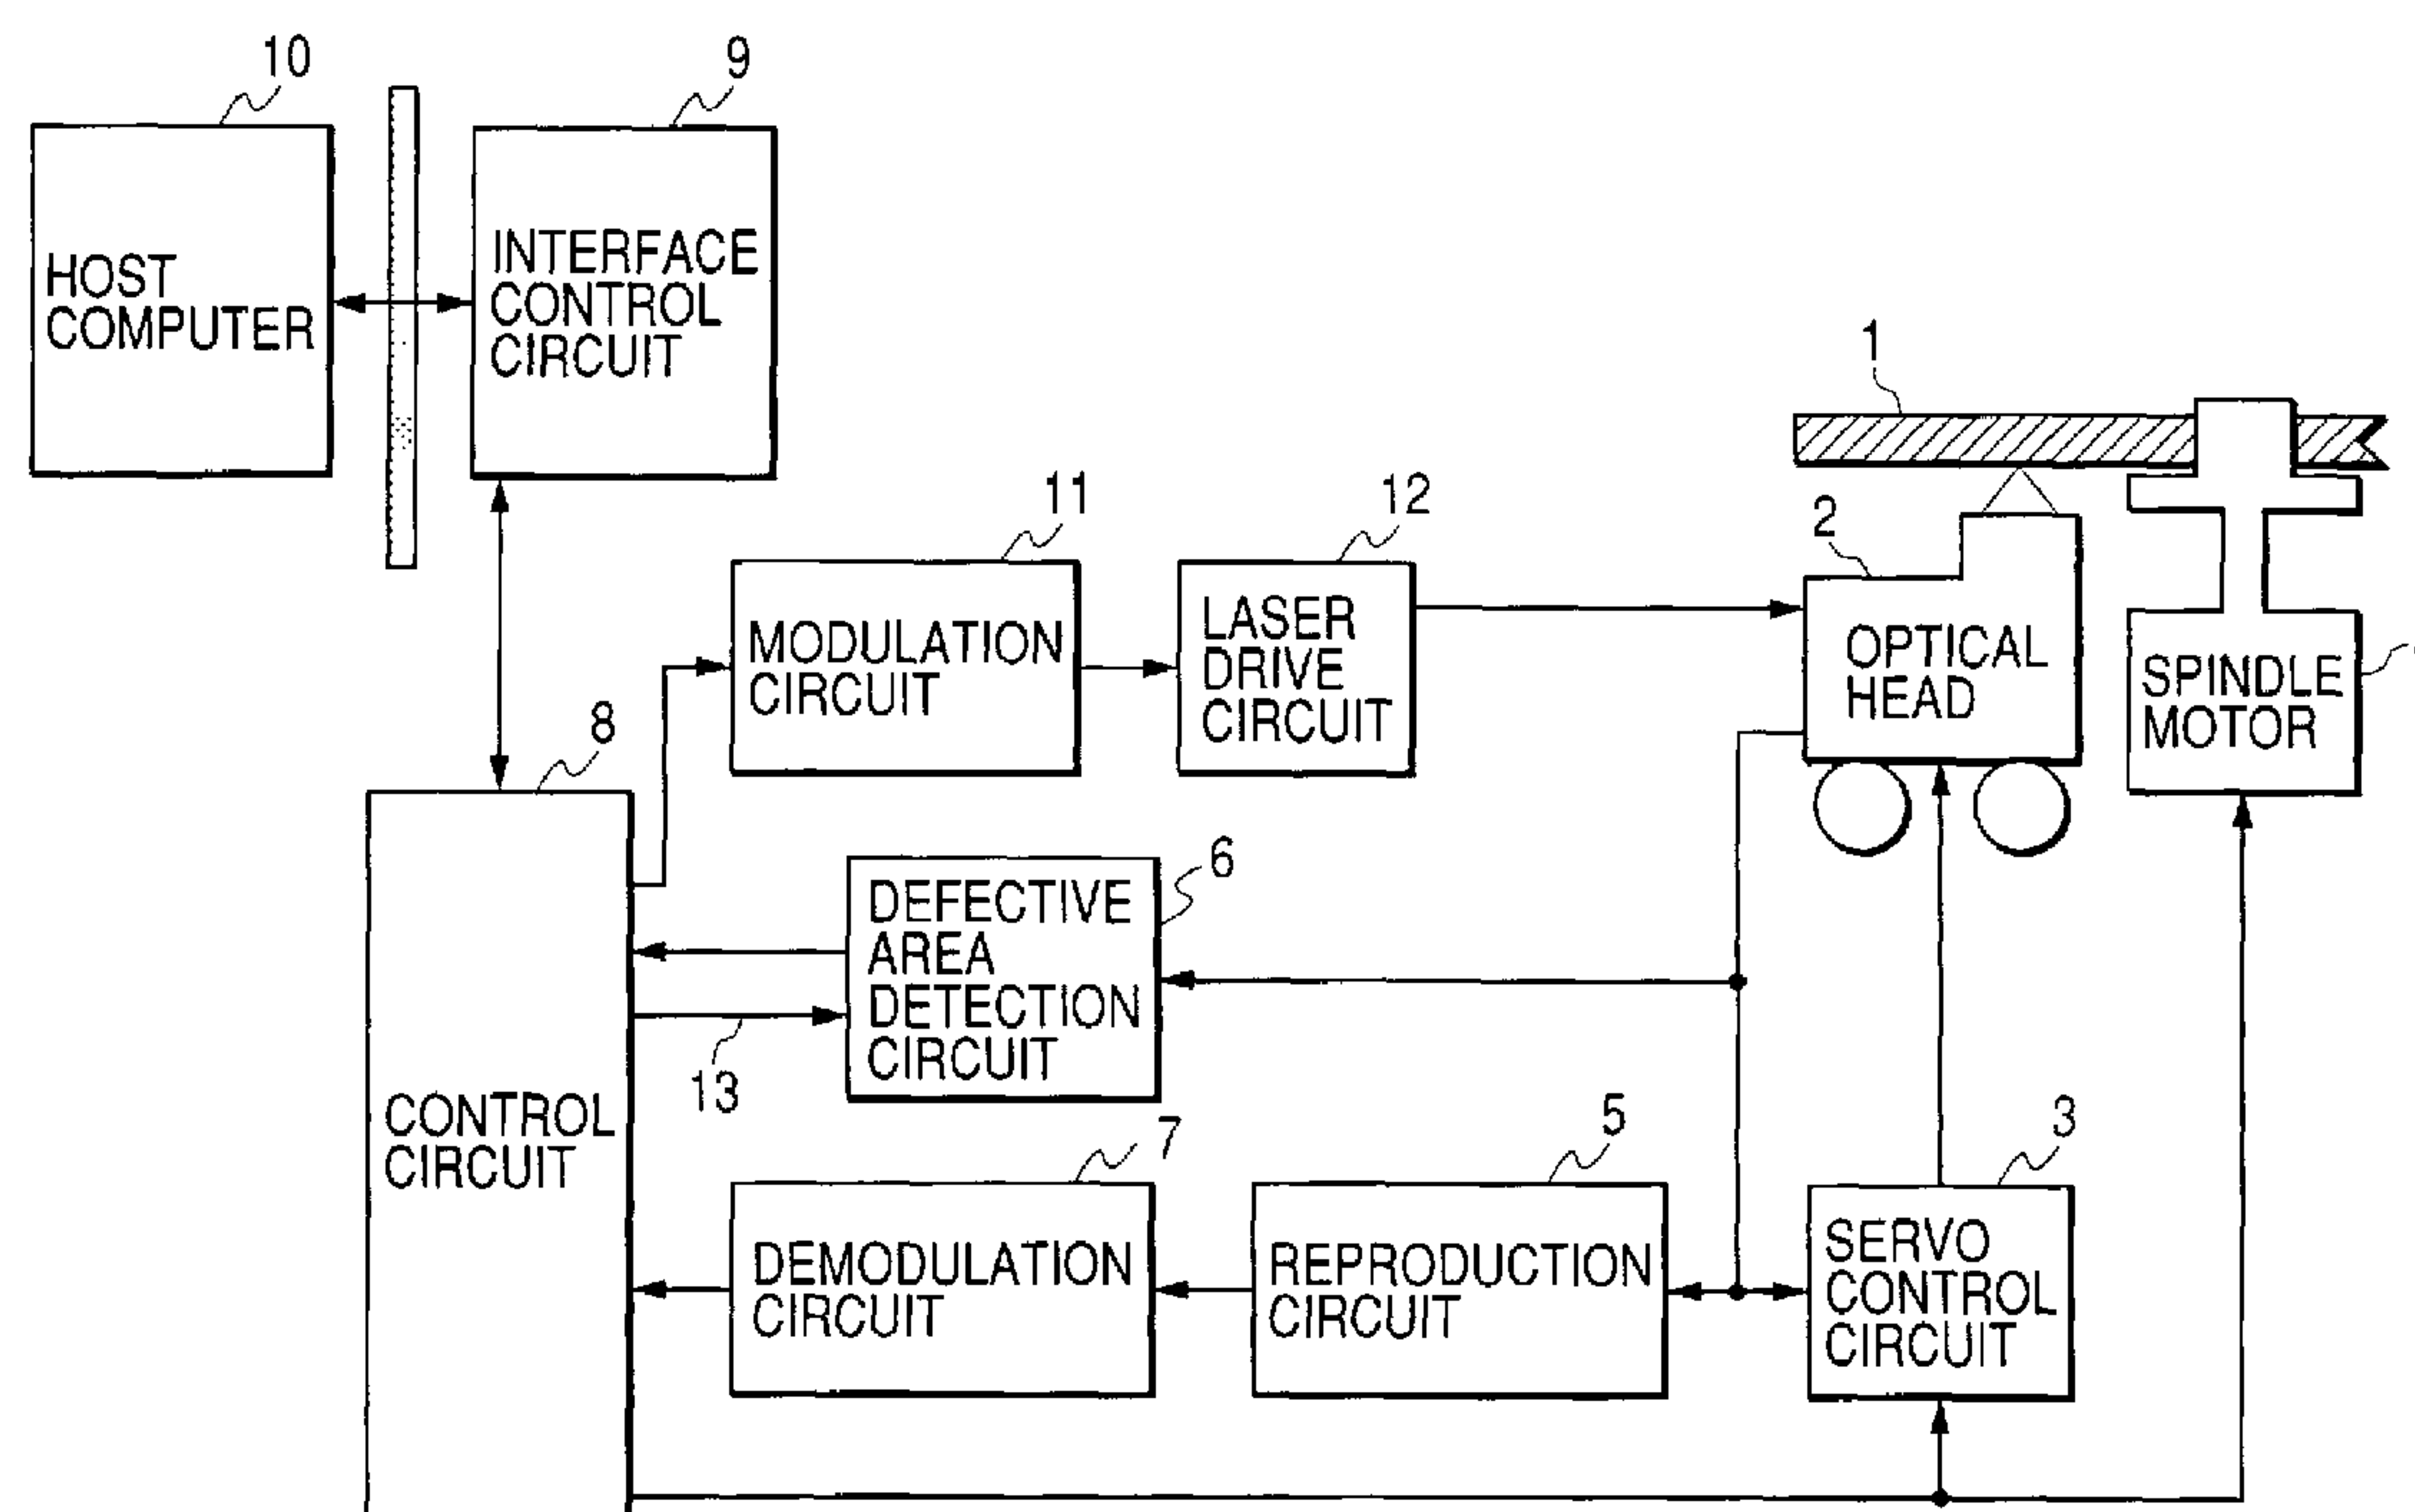 10
9
HOST
COMPUTER
INTERFACE
CONTROL
CIRCUIT
1
11
12
2
MODULATION
CIRCUIT
LASER
DRIVE
CIRCUIT
OPTICAL
HEAD
SPINDLE
MOTOR
8
6
DEFECTIVE
AREA
DETECTION
CIRCUIT
13
CONTROL
CIRCUIT
7
5
3
DEMODULATION
CIRCUIT
REPRODUCTION
CIRCUIT
SERVO
CONTROL
CIRCUIT